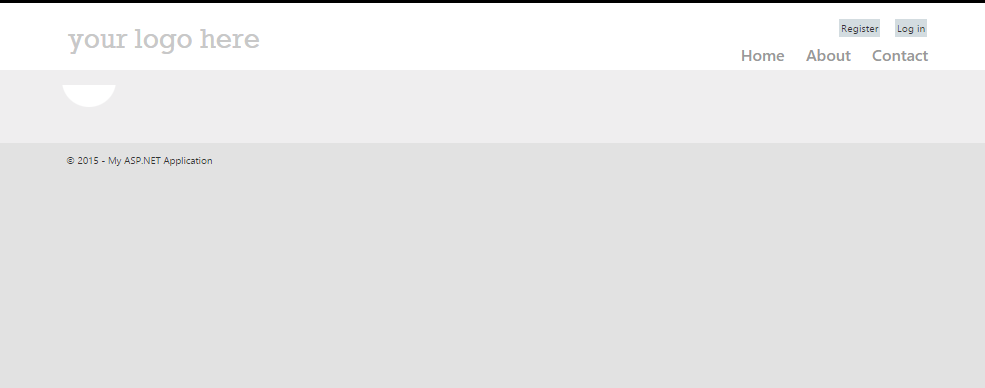 your logo here
Register Log in
Home About Contact
© 2015 - My ASP.NET Application